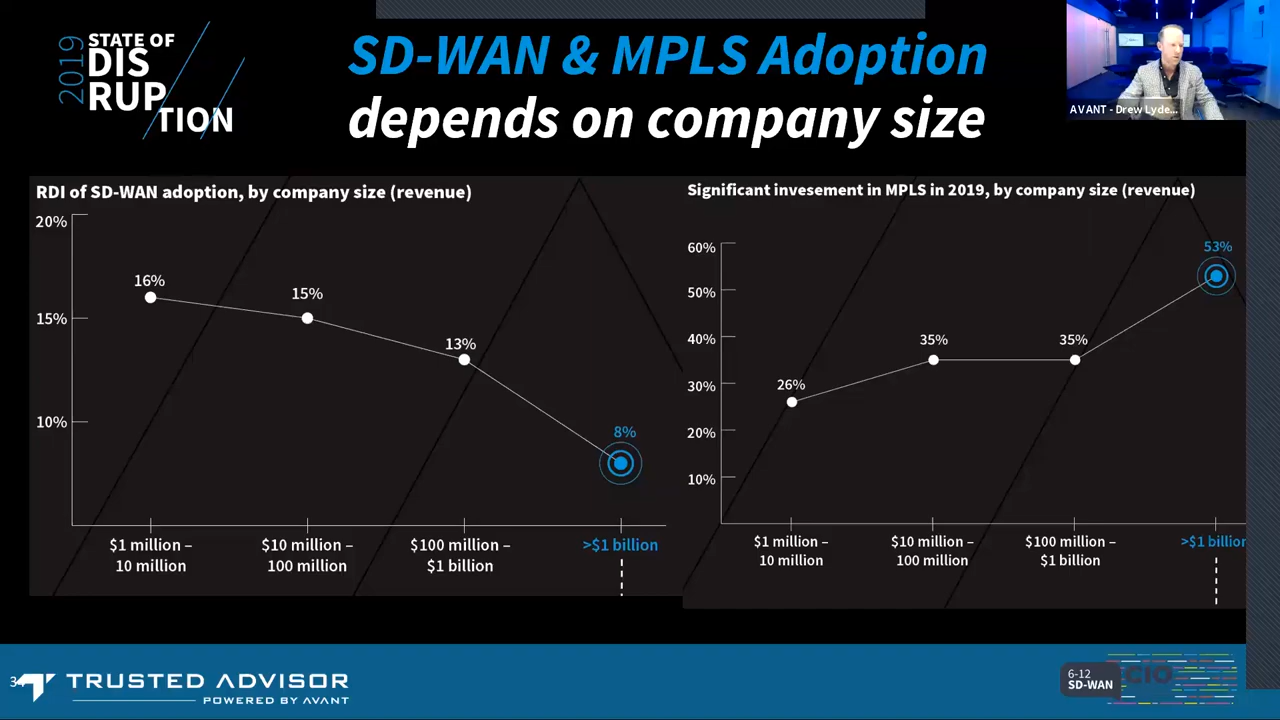 2019
STATE OF
DIS
RUP
TION
SD-WAN & MPLS Adoption
depends on company size
AVANT - Drew Lyde...
RDI of SD-WAN adoption, by company size (revenue)
20%
15%
10%
16%
15%
13%
8%
$1 million –
10 million
$10 million –
100 million
$100 million –
$1 billion
>$1 billion
Significant invesement in MPLS in 2019, by company size (revenue)
60%
50%
40%
30%
20%
10%
26%
35%
35%
53%
$1 million –
10 million
$10 million –
100 million
$100 million –
$1 billion
>$1 billion
TRUSTED ADVISOR
POWERED BY AVANT
6-12
SD-WAN
CIO